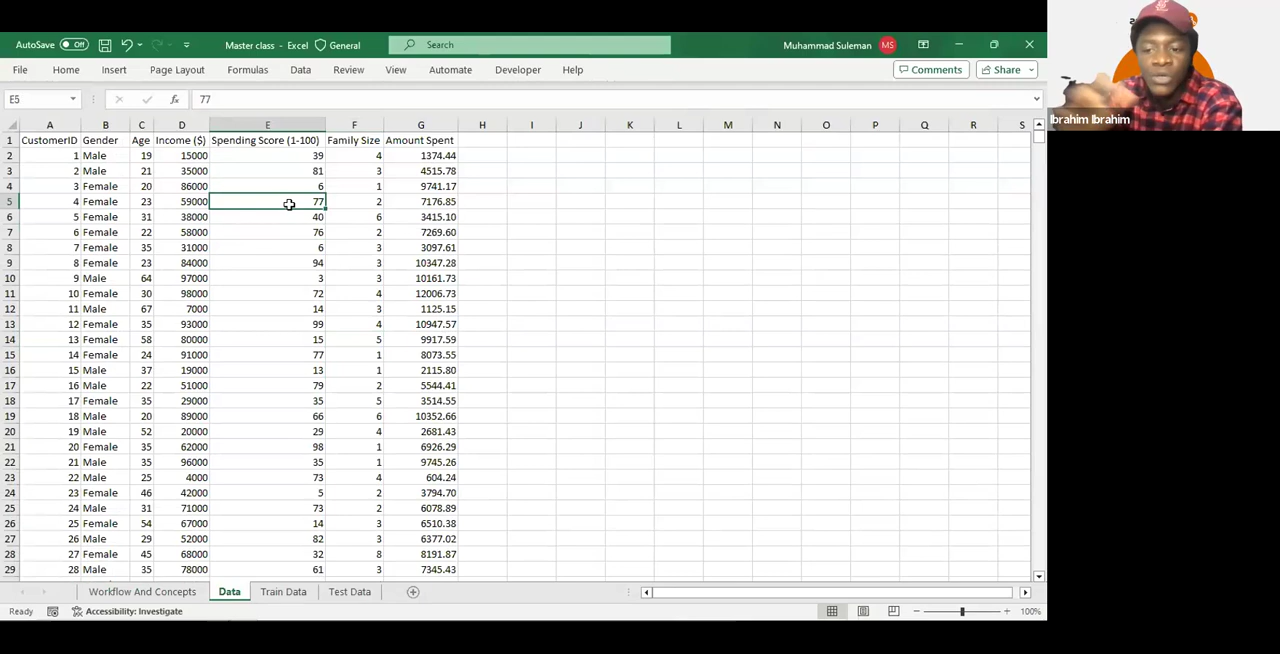 AutoSave Off Master class - Excel General Search Muhammad Suleman MS
File Home Insert Page Layout Formulas Data Review View Automate Developer Help Comments Share
E5 fx 77
Ibrahim Ibrahim
A B C D E F G H I J K L M N O P Q R S
1 CustomerID Gender Age Income ($) Spending Score (1-100) Family Size Amount Spent
2 1 Male 19 15000 39 4 1374.44
3 2 Male 21 35000 81 3 4515.78
4 3 Female 20 86000 6 1 9741.17
5 4 Female 23 59000 77 2 7176.85
6 5 Female 31 38000 40 6 3415.10
7 6 Female 22 58000 76 2 7269.60
8 7 Female 35 31000 6 3 3097.61
9 8 Female 23 84000 94 3 10347.28
10 9 Male 64 97000 3 3 10161.73
11 10 Female 30 98000 72 4 12006.73
12 11 Male 67 7000 14 3 1125.15
13 12 Female 35 93000 99 4 10947.57
14 13 Female 58 80000 15 5 9917.59
15 14 Female 24 91000 77 1 8073.55
16 15 Male 37 19000 13 1 2115.80
17 16 Male 22 51000 79 2 5544.41
18 17 Female 35 29000 35 5 3514.55
19 18 Male 20 89000 66 6 10352.66
20 19 Male 52 20000 29 4 2681.43
21 20 Female 35 62000 98 1 6926.29
22 21 Male 35 96000 35 1 9745.26
23 22 Male 25 4000 73 4 604.24
24 23 Female 46 42000 5 2 3794.70
25 24 Male 31 71000 73 2 6078.89
26 25 Female 54 67000 14 3 6510.38
27 26 Male 29 52000 82 3 6377.02
28 27 Female 45 68000 32 8 8191.87
29 28 Male 35 78000 61 3 7345.43
Workflow And Concepts Data Train Data Test Data
Ready Accessibility: Investigate 100%